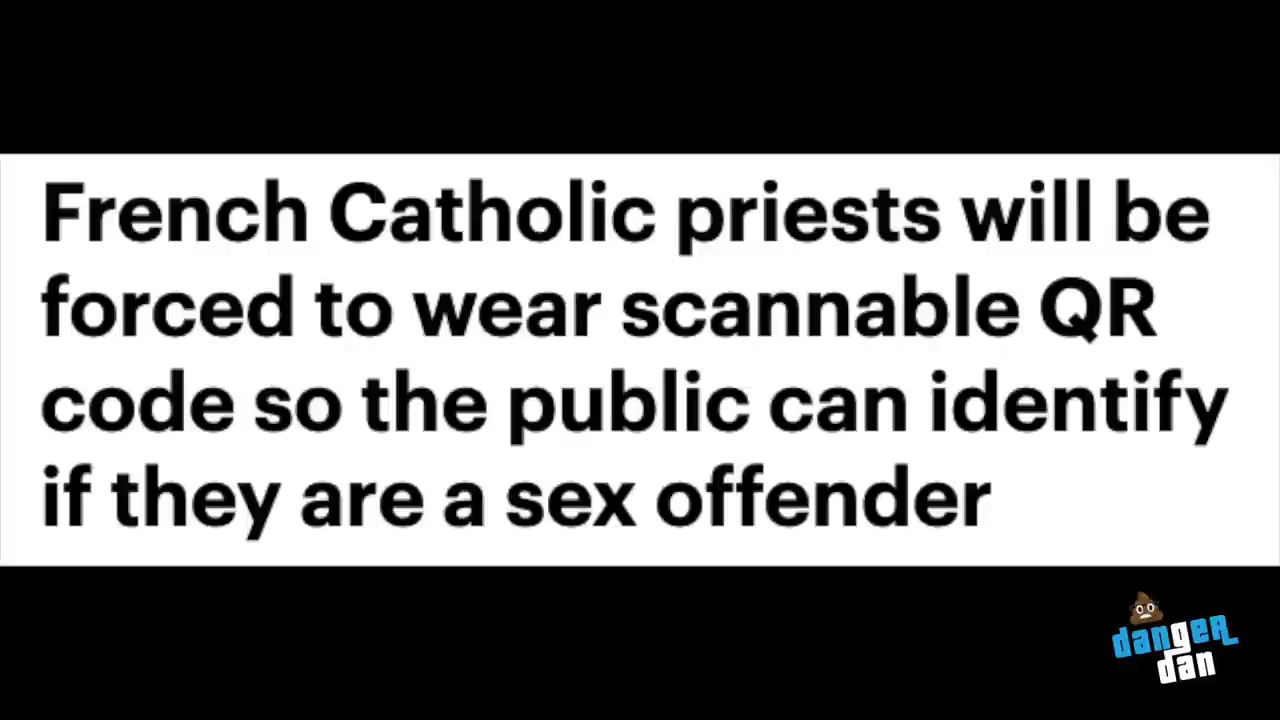 French Catholic priests will be
forced to wear scannable QR
code so the public can identify
if they are a sex offender
danger
dan